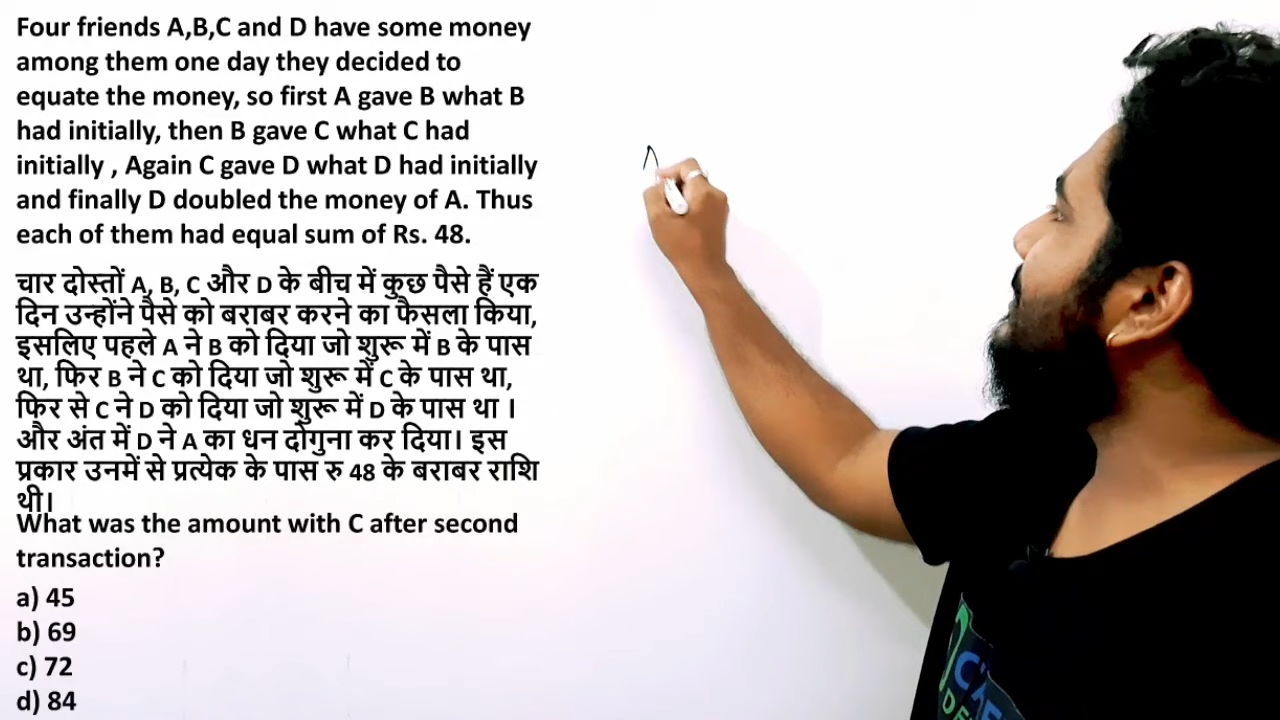 Four friends A,B,C and D have some money
among them one day they decided to
equate the money, so first A gave B what B
had initially, then B gave C what C had
initially , Again C gave D what D had initially
and finally D doubled the money of A. Thus
each of them had equal sum of Rs. 48.
चार दोस्तों A, B, C और D के बीच में कुछ पैसे हैं एक
दिन उन्होंने पैसे को बराबर करने का फैसला किया,
इसलिए पहले A ने B को दिया जो शुरू में B के पास
था, फिर B ने C को दिया जो शुरू में C के पास था,
फिर से C ने D को दिया जो शुरू में D के पास था ।
और अंत में D ने A का धन दोगुना कर दिया। इस
प्रकार उनमें से प्रत्येक के पास रु 48 के बराबर राशि
थी।
What was the amount with C after second
transaction?
a) 45
b) 69
c) 72
d) 84